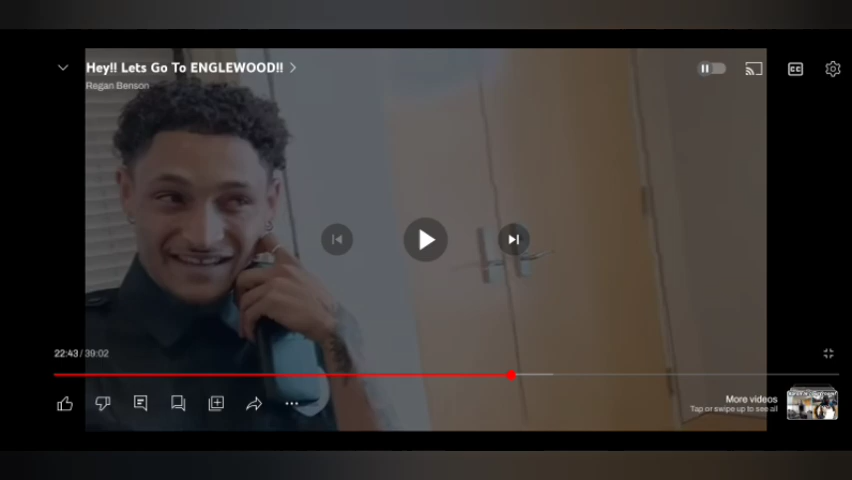 Hey!! Lets Go To ENGLEWOOD!!
Regan Benson
CC
22:43 / 39:02
More videos
Tap or swipe up to see all